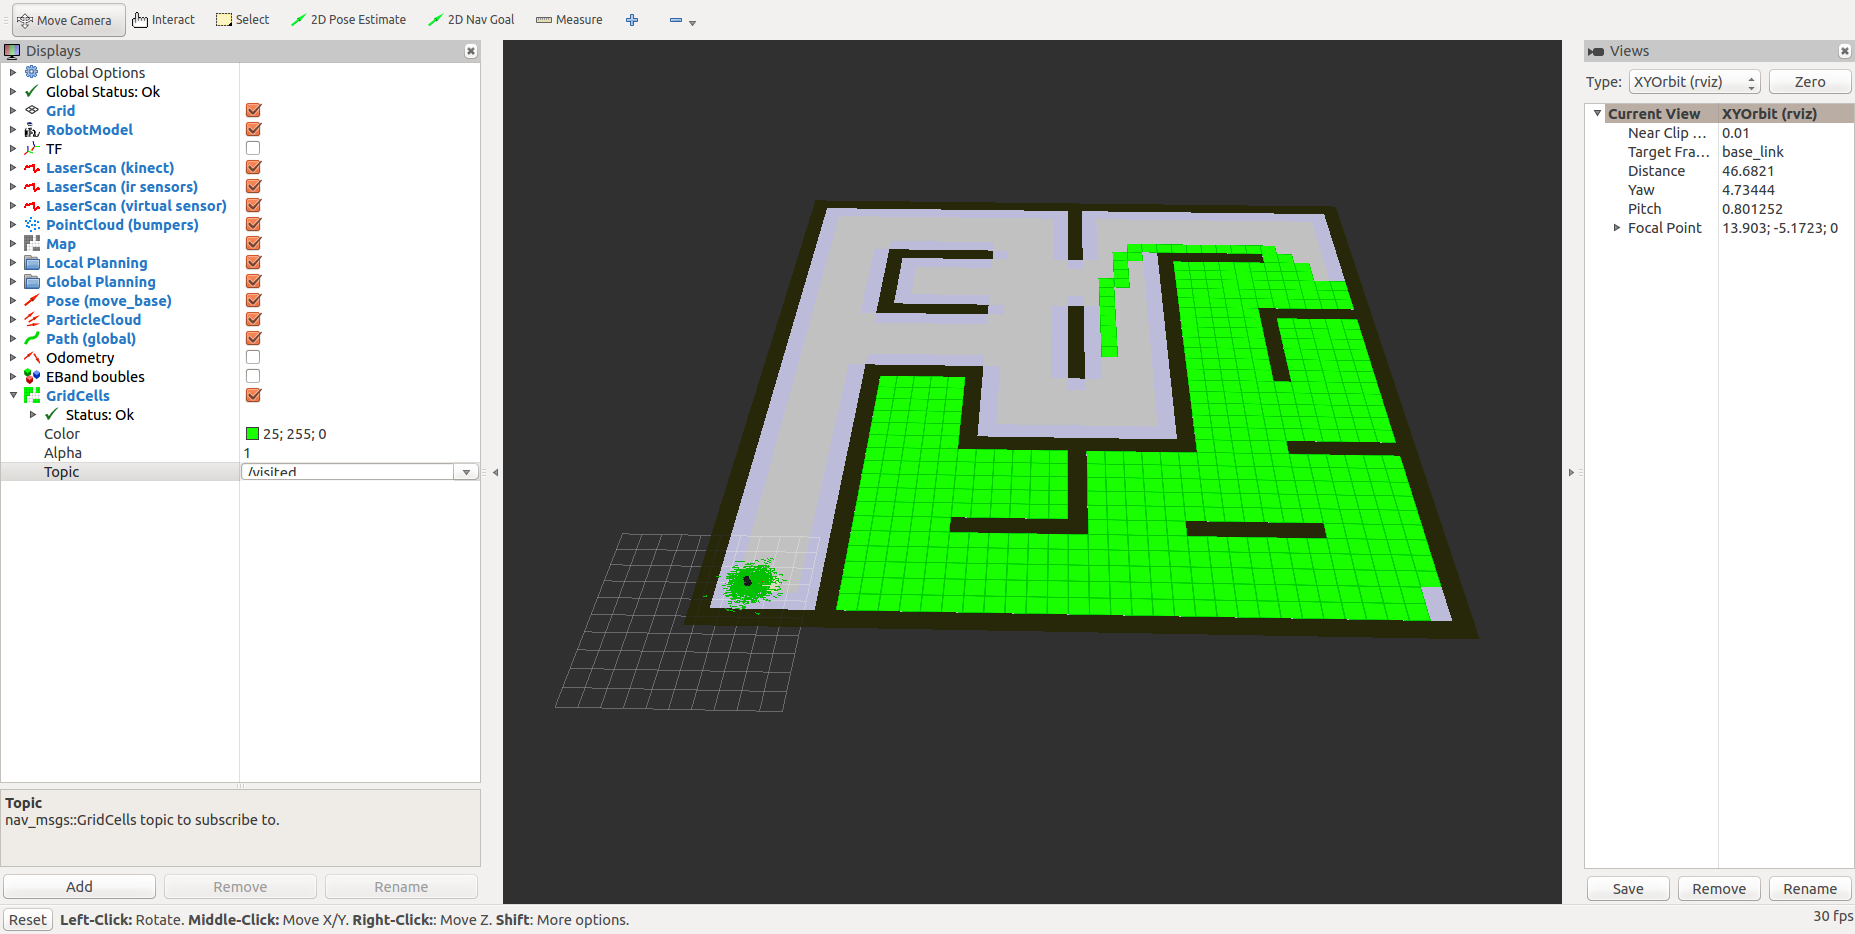 Move Camera Interact Select 2D Pose Estimate 2D Nav Goal Measure
Displays
Global Options
Global Status: Ok
Grid
RobotModel
TF
LaserScan (kinect)
LaserScan (ir sensors)
LaserScan (virtual sensor)
PointCloud (bumpers)
Map
Local Planning
Global Planning
Pose (move_base)
ParticleCloud
Path (global)
Odometry
EBand boubles
GridCells
Status: Ok
Color 25; 255; 0
Alpha 1
Topic /visited
Topic
nav_msgs::GridCells topic to subscribe to.
Add Remove Rename
Views
Type: XYOrbit (rviz) Zero
Current View XYOrbit (rviz)
Near Clip ... 0.01
Target Fra... base_link
Distance 46.6821
Yaw 4.73444
Pitch 0.801252
Focal Point 13.903; -5.1723; 0
Save Remove Rename
Reset Left-Click: Rotate. Middle-Click: Move X/Y. Right-Click:: Move Z. Shift: More options. 30 fps